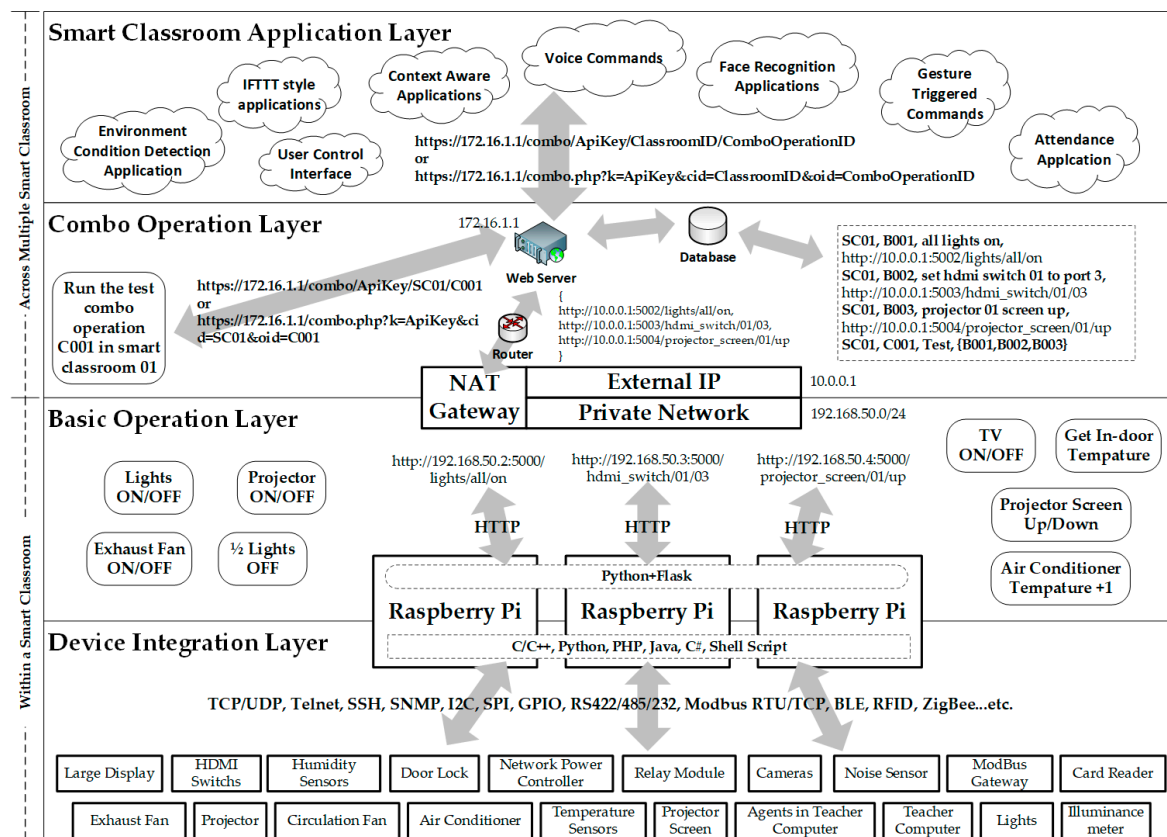 Smart Classroom Application Layer
Voice Commands
IFTTT style
applications
Context Aware
Applications
Face Recognition
Applications
Gesture
Triggered
Commands
Environment
Condition Detection
Application
User Control
Interface
https://172.16.1.1/combo/ApiKey/ClassroomID/ComboOperationID
or
https://172.16.1.1/combo.php?k=ApiKey&cid=ClassroomID&oid=ComboOperationID
Attendance
Applcation
Across Multiple Smart Classroom
Combo Operation Layer
172.16.1.1
Web Server
Database
SC01, B001, all lights on,
http://10.0.0.1:5002/lights/all/on
SC01, B002, set hdmi switch 01 to port 3,
http://10.0.0.1:5003/hdmi_switch/01/03
SC01, B003, projector 01 screen up,
http://10.0.0.1:5004/projector_screen/01/up
SC01, C001, Test, {B001,B002,B003}
Run the test
combo
operation
C001 in smart
classroom 01
https://172.16.1.1/combo/ApiKey/SC01/C001
or
https://172.16.1.1/combo.php?k=ApiKey&ci
d=SC01&oid=C001
{
http://10.0.0.1:5002/lights/all/on,
http://10.0.0.1:5003/hdmi_switch/01/03,
http://10.0.0.1:5004/projector_screen/01/up
}
Router
NAT
Gateway
External IP
10.0.0.1
Private Network
192.168.50.0/24
Within a Smart Classroom
Basic Operation Layer
Lights
ON/OFF
Projector
ON/OFF
Exhaust Fan
ON/OFF
½ Lights
OFF
http://192.168.50.2:5000/
lights/all/on
http://192.168.50.3:5000/
hdmi_switch/01/03
http://192.168.50.4:5000/
projector_screen/01/up
TV
ON/OFF
Get In-door
Tempature
Projector Screen
Up/Down
Air Conditioner
Tempature +1
HTTP
HTTP
HTTP
Python+Flask
Raspberry Pi
Raspberry Pi
Raspberry Pi
Device Integration Layer
C/C++, Python, PHP, Java, C#, Shell Script
TCP/UDP, Telnet, SSH, SNMP, I2C, SPI, GPIO, RS422/485/232, Modbus RTU/TCP, BLE, RFID, ZigBee...etc.
Large Display
HDMI
Switchs
Humidity
Sensors
Door Lock
Network Power
Controller
Relay Module
Cameras
Noise Sensor
ModBus
Gateway
Card Reader
Exhaust Fan
Projector
Circulation Fan
Air Conditioner
Temperature
Sensors
Projector
Screen
Agents in Teacher
Computer
Teacher
Computer
Lights
Illuminance
meter